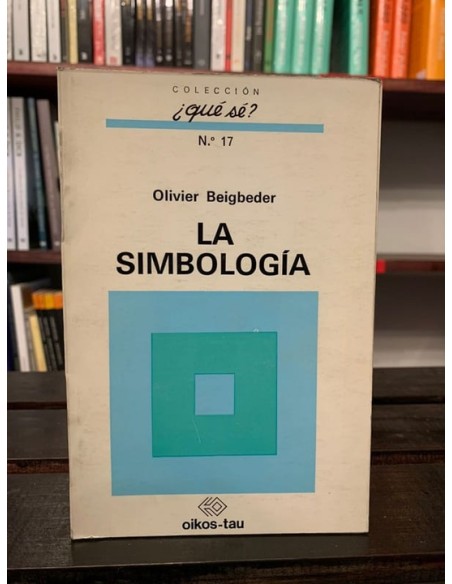 COLECCIÓN
¿qué sé?
N.º 17
Olivier Beigbeder
LA
SIMBOLOGÍA
oikos-tau